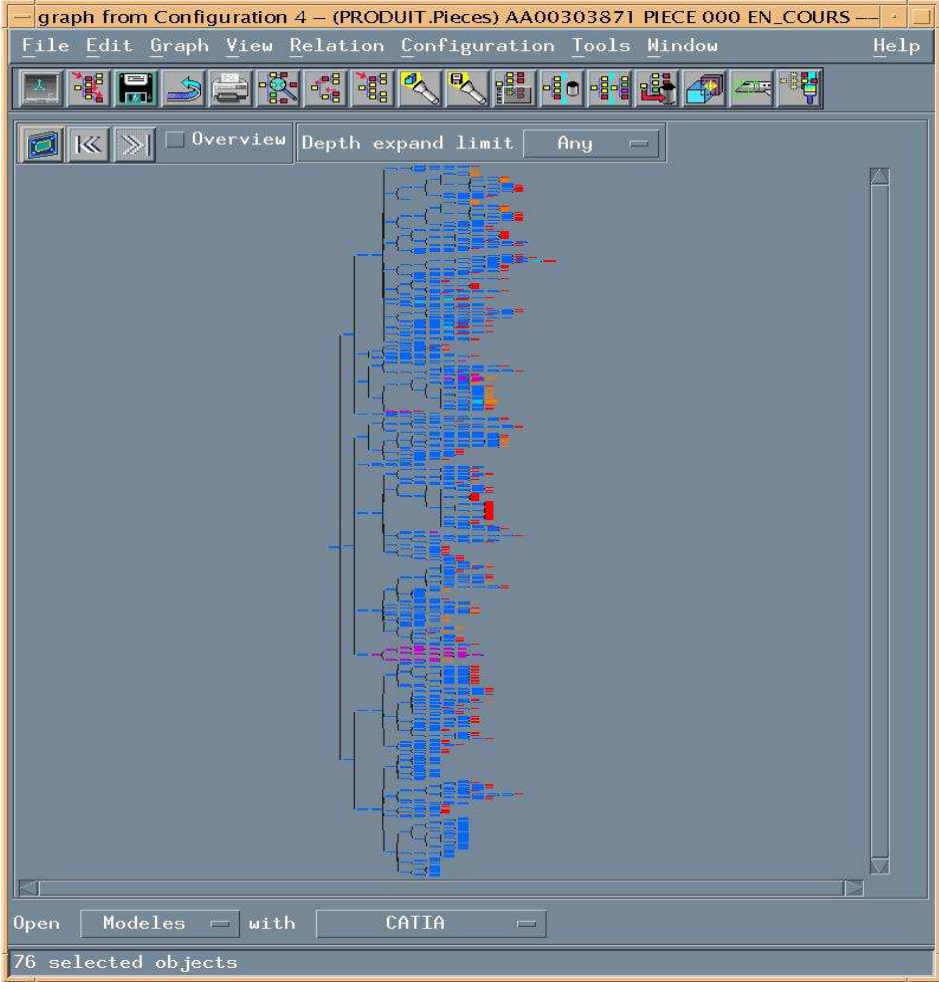 graph from Configuration 4 – (PRODUIT.Pieces) AA00303871 PIECE 000 EN_COURS ––
File Edit Graph View Relation Configuration Tools Window Help
Overview Depth expand limit Any
Open Modeles with CATIA
76 selected objects